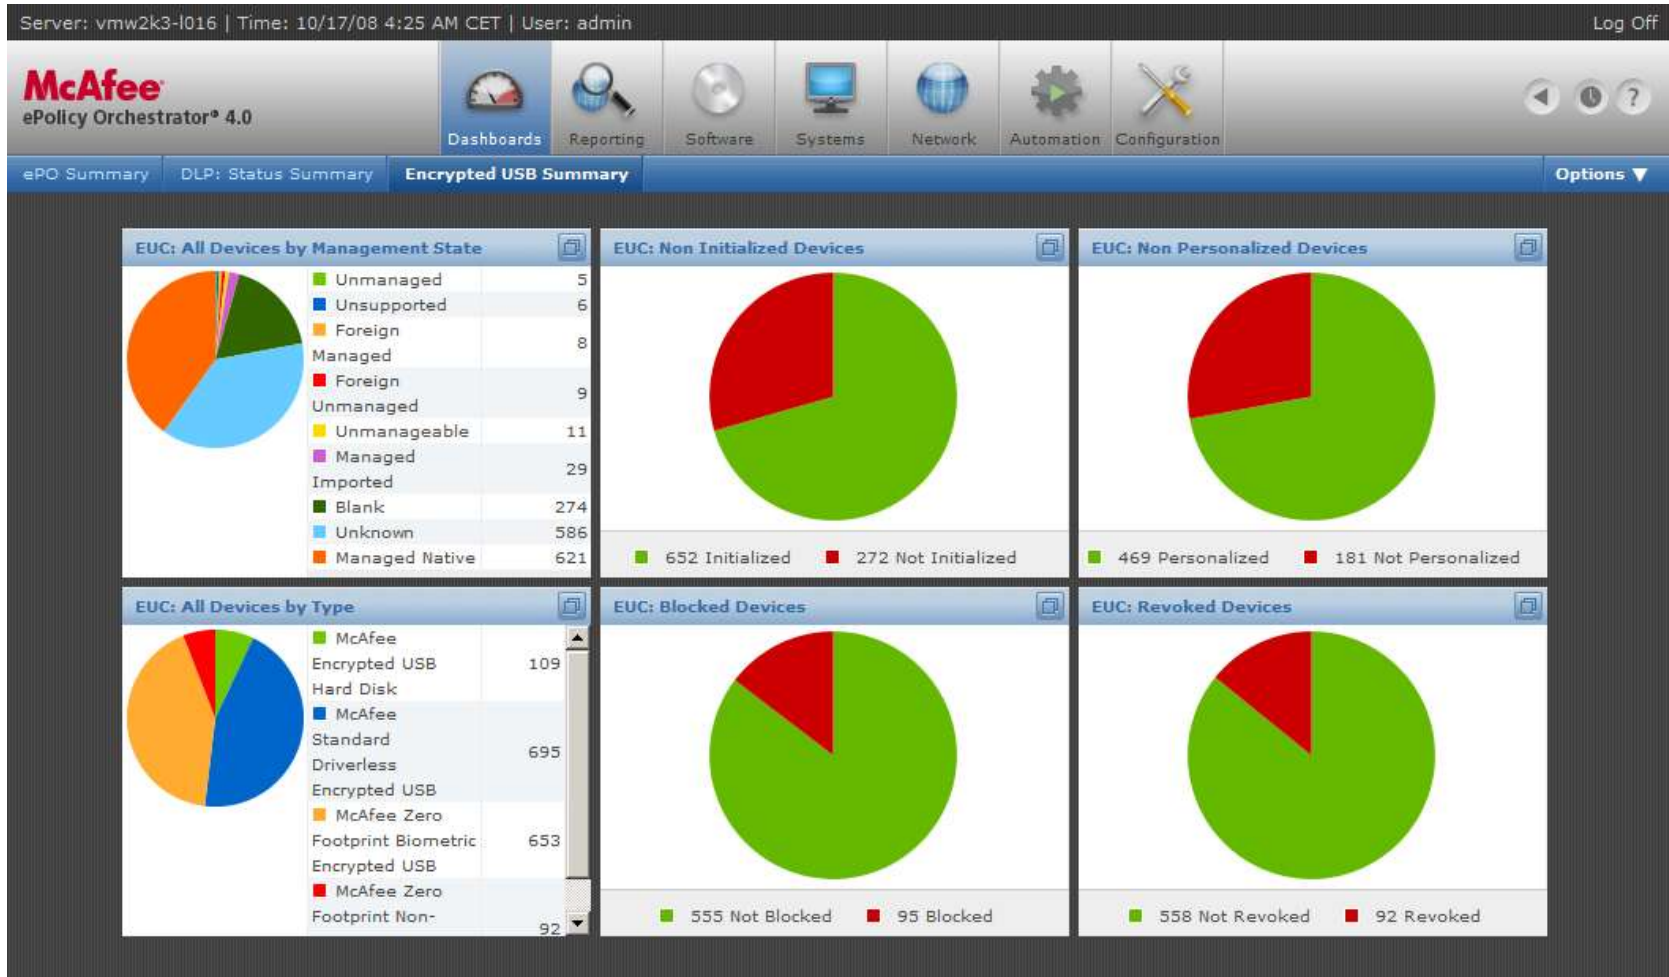 Server: vmw2k3-l016 | Time: 10/17/08 4:25 AM CET | User: admin
Log Off
McAfee
ePolicy Orchestrator® 4.0
Dashboards
Reporting
Software
Systems
Network
Automation
Configuration
?
ePO Summary
DLP: Status Summary
Encrypted USB Summary
Options ▼
EUC: All Devices by Management State
Unmanaged 5
Unsupported 6
Foreign
Managed
8
Foreign
Unmanaged
9
Unmanageable 11
Managed
Imported
29
Blank 274
Unknown 586
Managed Native 621
EUC: Non Initialized Devices
652 Initialized
272 Not Initialized
EUC: Non Personalized Devices
469 Personalized
181 Not Personalized
EUC: All Devices by Type
McAfee
Encrypted USB
Hard Disk
109
McAfee
Standard
Driverless
Encrypted USB
695
McAfee Zero
Footprint Biometric
Encrypted USB
653
McAfee Zero
Footprint Non-
92
EUC: Blocked Devices
555 Not Blocked
95 Blocked
EUC: Revoked Devices
558 Not Revoked
92 Revoked